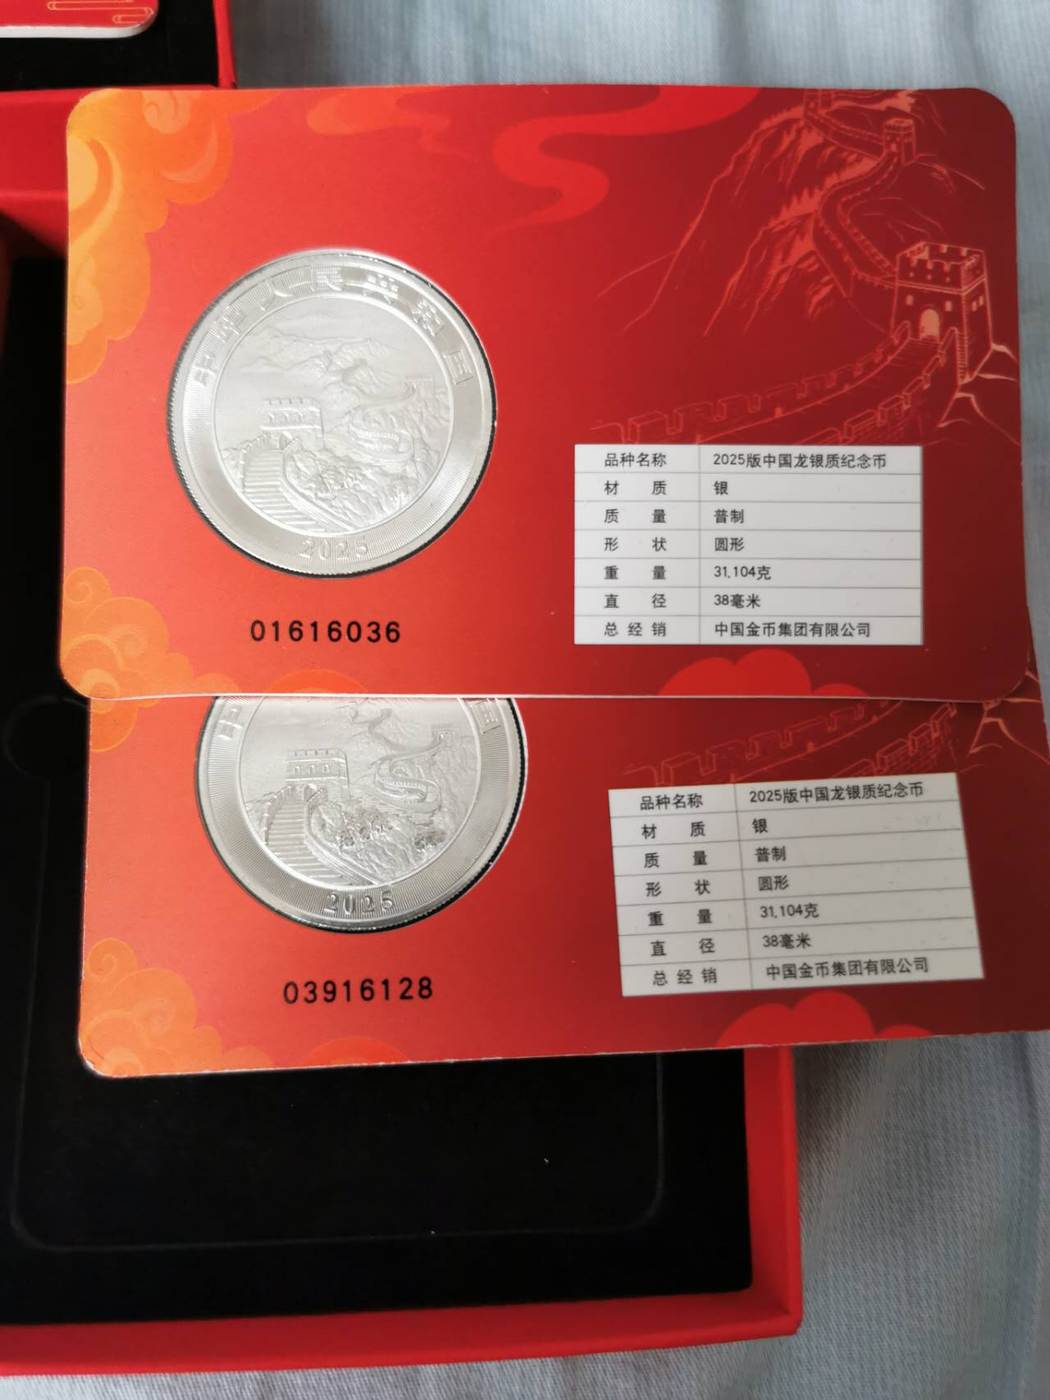 中华人民共和国
2025
01616036
品种名称 2025版中国龙银质纪念币
材 质 银
质 量 普制
形 状 圆形
重 量 31.104克
直 径 38毫米
总经销 中国金币集团有限公司
中
国
2025
03916128
品种名称 2025版中国龙银质纪念币
材 质 银
质 量 普制
形 状 圆形
重 量 31.104克
直 径 38毫米
总经销 中国金币集团有限公司